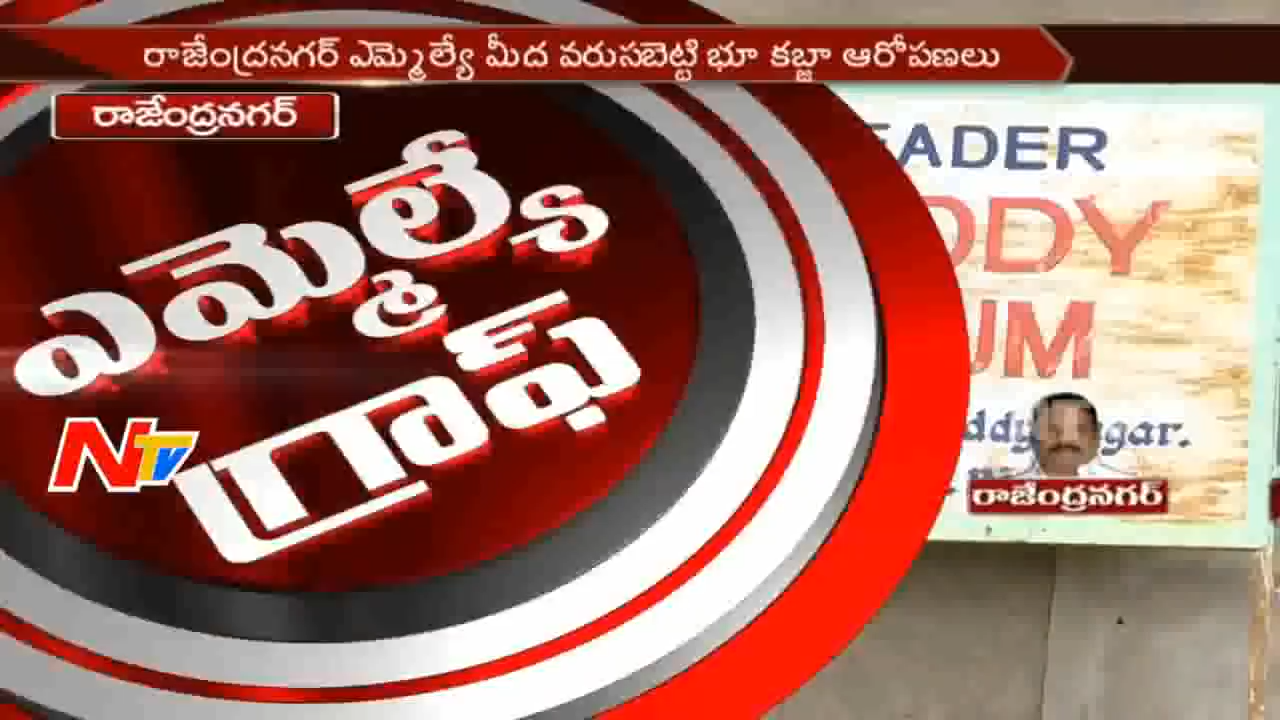 రాజేంద్రనగర్ ఎమ్మెల్యే మీద వరుసబెట్టి భూ కబ్జా ఆరోపణలు
రాజేంద్రనగర్
ఎమ్మెల్యే
గ్రాఫ్
NTV
EADER
DDY
UM
ddy
gar.
రాజేంద్రనగర్